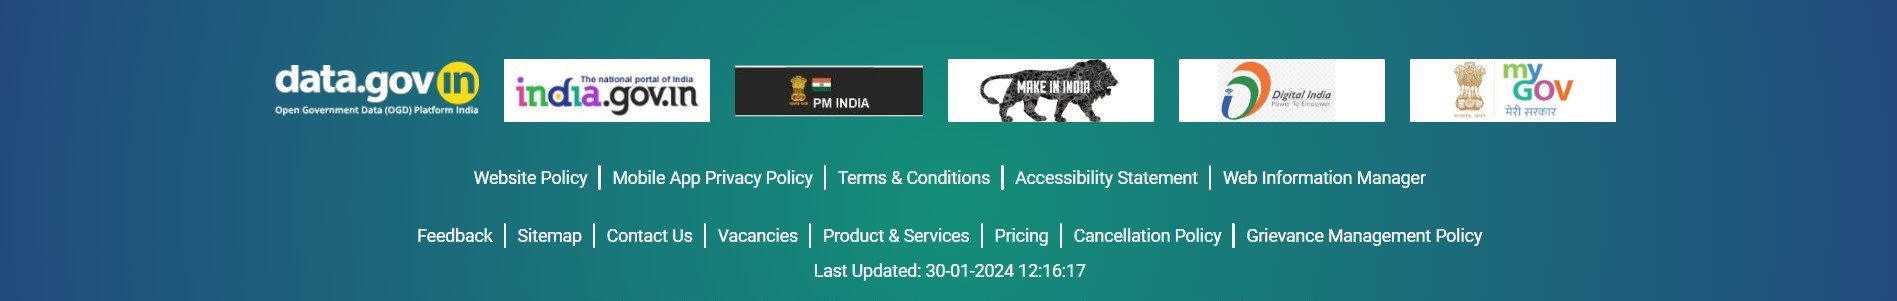 data.gov in
Open Government Data (OGD) Platform India
The national portal of India
india.gov.in
PM INDIA
MAKE IN INDIA
Digital India
Power To Empower
my
GOV
मेरी सरकार
Website Policy | Mobile App Privacy Policy | Terms & Conditions | Accessibility Statement | Web Information Manager
Feedback | Sitemap | Contact Us | Vacancies | Product & Services | Pricing | Cancellation Policy | Grievance Management Policy
Last Updated: 30-01-2024 12:16:17